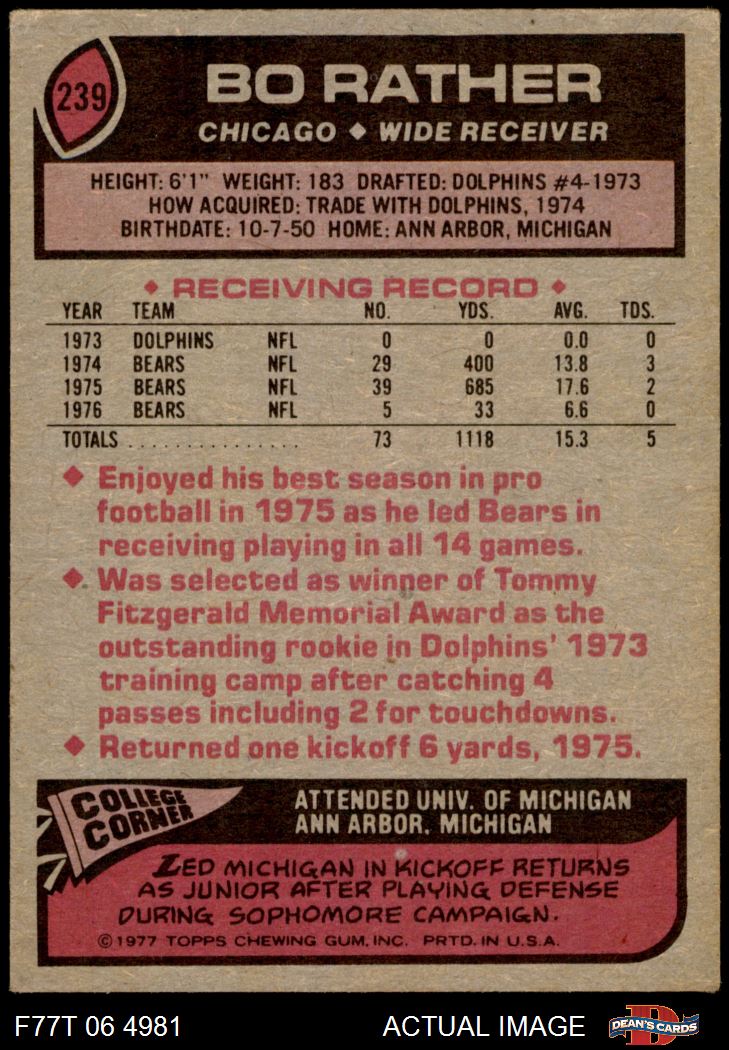 239
BO RATHER
CHICAGO ◆ WIDE RECEIVER
HEIGHT: 6'1" WEIGHT: 183 DRAFTED: DOLPHINS #4-1973
HOW ACQUIRED: TRADE WITH DOLPHINS, 1974
BIRTHDATE: 10-7-50 HOME: ANN ARBOR, MICHIGAN
◆ RECEIVING RECORD ◆
YEAR TEAM NO. YDS. AVG. TDS.
1973 DOLPHINS NFL 0 0 0.0 0
1974 BEARS NFL 29 400 13.8 3
1975 BEARS NFL 39 685 17.6 2
1976 BEARS NFL 5 33 6.6 0
TOTALS . . . . . . . . . . . . . . . 73 1118 15.3 5
◆ Enjoyed his best season in pro
football in 1975 as he led Bears in
receiving playing in all 14 games.
◆ Was selected as winner of Tommy
Fitzgerald Memorial Award as the
outstanding rookie in Dolphins' 1973
training camp after catching 4
passes including 2 for touchdowns.
◆ Returned one kickoff 6 yards, 1975.
COLLEGE
CORNER
ATTENDED UNIV. OF MICHIGAN
ANN ARBOR, MICHIGAN
LED MICHIGAN IN KICKOFF RETURNS
AS JUNIOR AFTER PLAYING DEFENSE
DURING SOPHOMORE CAMPAIGN.
©1977 TOPPS CHEWING GUM, INC. PRTD. IN U.S.A.
F77T 06 4981 ACTUAL IMAGE DEAN'S CARDS